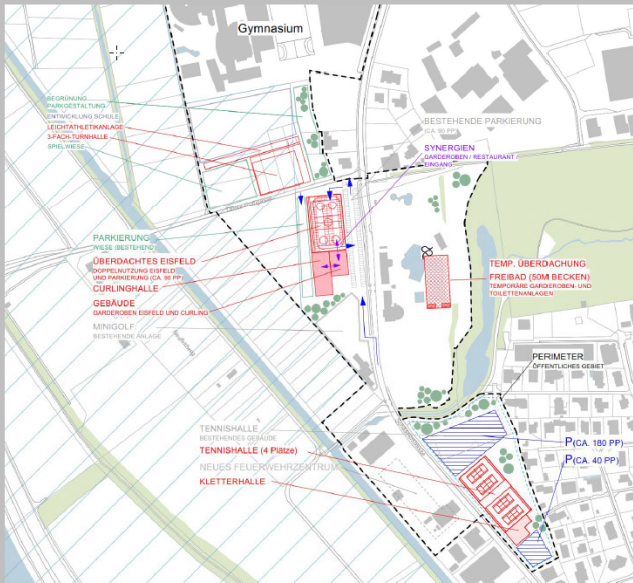 Gymnasium
BEGRÜNUNG
PARKGESTALTUNG
ENTWICKLUNG SCHULE
LEICHTATHLETIKANLAGE
3-FACH-TURNHALLE
SPIELWIESE
BESTEHENDE PARKIERUNG
(CA. 90 PP)
SYNERGIEN
GARDEROBEN / RESTAURANT /
EINGANG
PARKIERUNG
WIESE (BESTEHEND)
ÜBERDACHTES EISFELD
DOPPELNUTZUNG EISFELD
UND PARKIERUNG (CA. 90 PP)
CURLINGHALLE
GEBÄUDE
GARDEROBEN EISFELD UND CURLING
MINIGOLF
BESTEHENDE ANLAGE
TEMP. ÜBERDACHUNG
FREIBAD (50M BECKEN)
TEMPORÄRE GARDIEROBEN- UND
TOILETTENANLAGEN
PERIMETER
ÖFFENTLICHES GEBIET
TENNISHALLE
BESTEHENDES GEBÄUDE
TENNISHALLE (4 Plätze)
NEUES FEUERWEHRZENTRUM
KLETTERHALLE
P(CA. 180 PP)
P(CA. 40 PP)